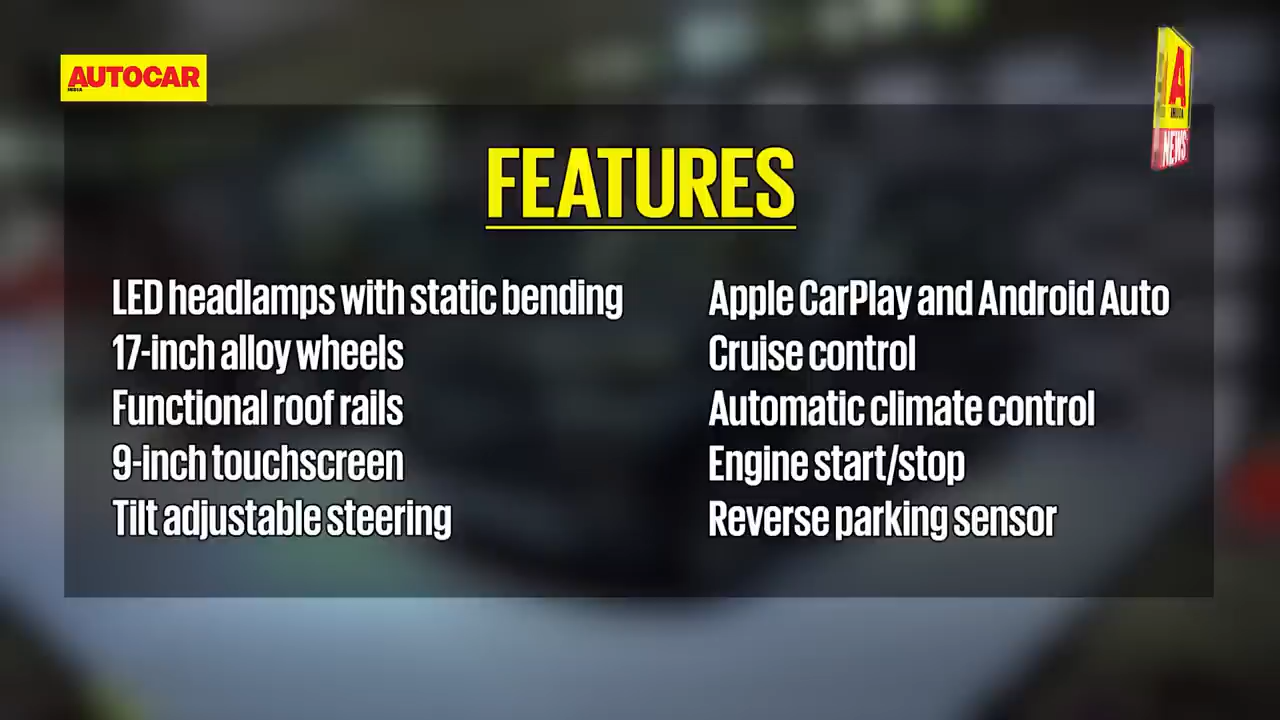 AUTOCAR
INDIA
A
INDIA
NEWS
FEATURES
LED headlamps with static bending
17-inch alloy wheels
Functional roof rails
9-inch touchscreen
Tilt adjustable steering
Apple CarPlay and Android Auto
Cruise control
Automatic climate control
Engine start/stop
Reverse parking sensor